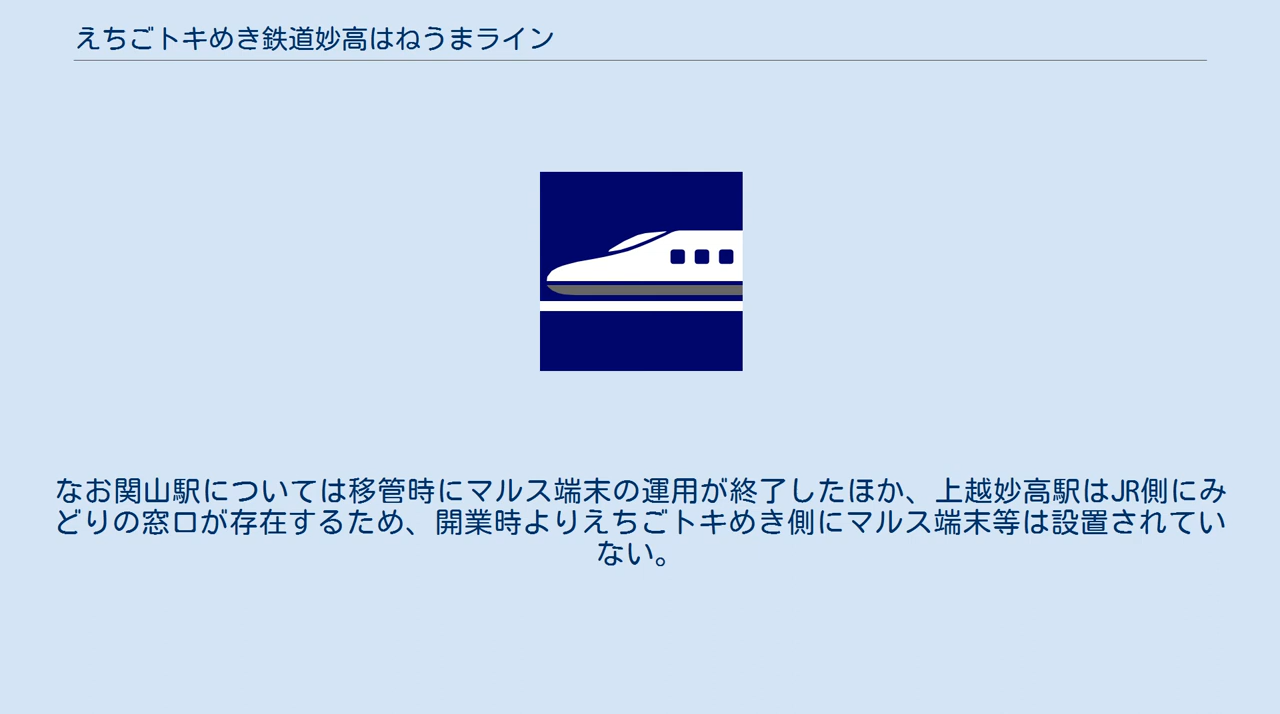 えちごトキめき鉄道妙高はねうまライン
なお関山駅については移管時にマルス端末の運用が終了したほか、上越妙高駅はJR側にみ
どりの窓口が存在するため、開業時よりえちごトキめき側にマルス端末等は設置されてい
ない。